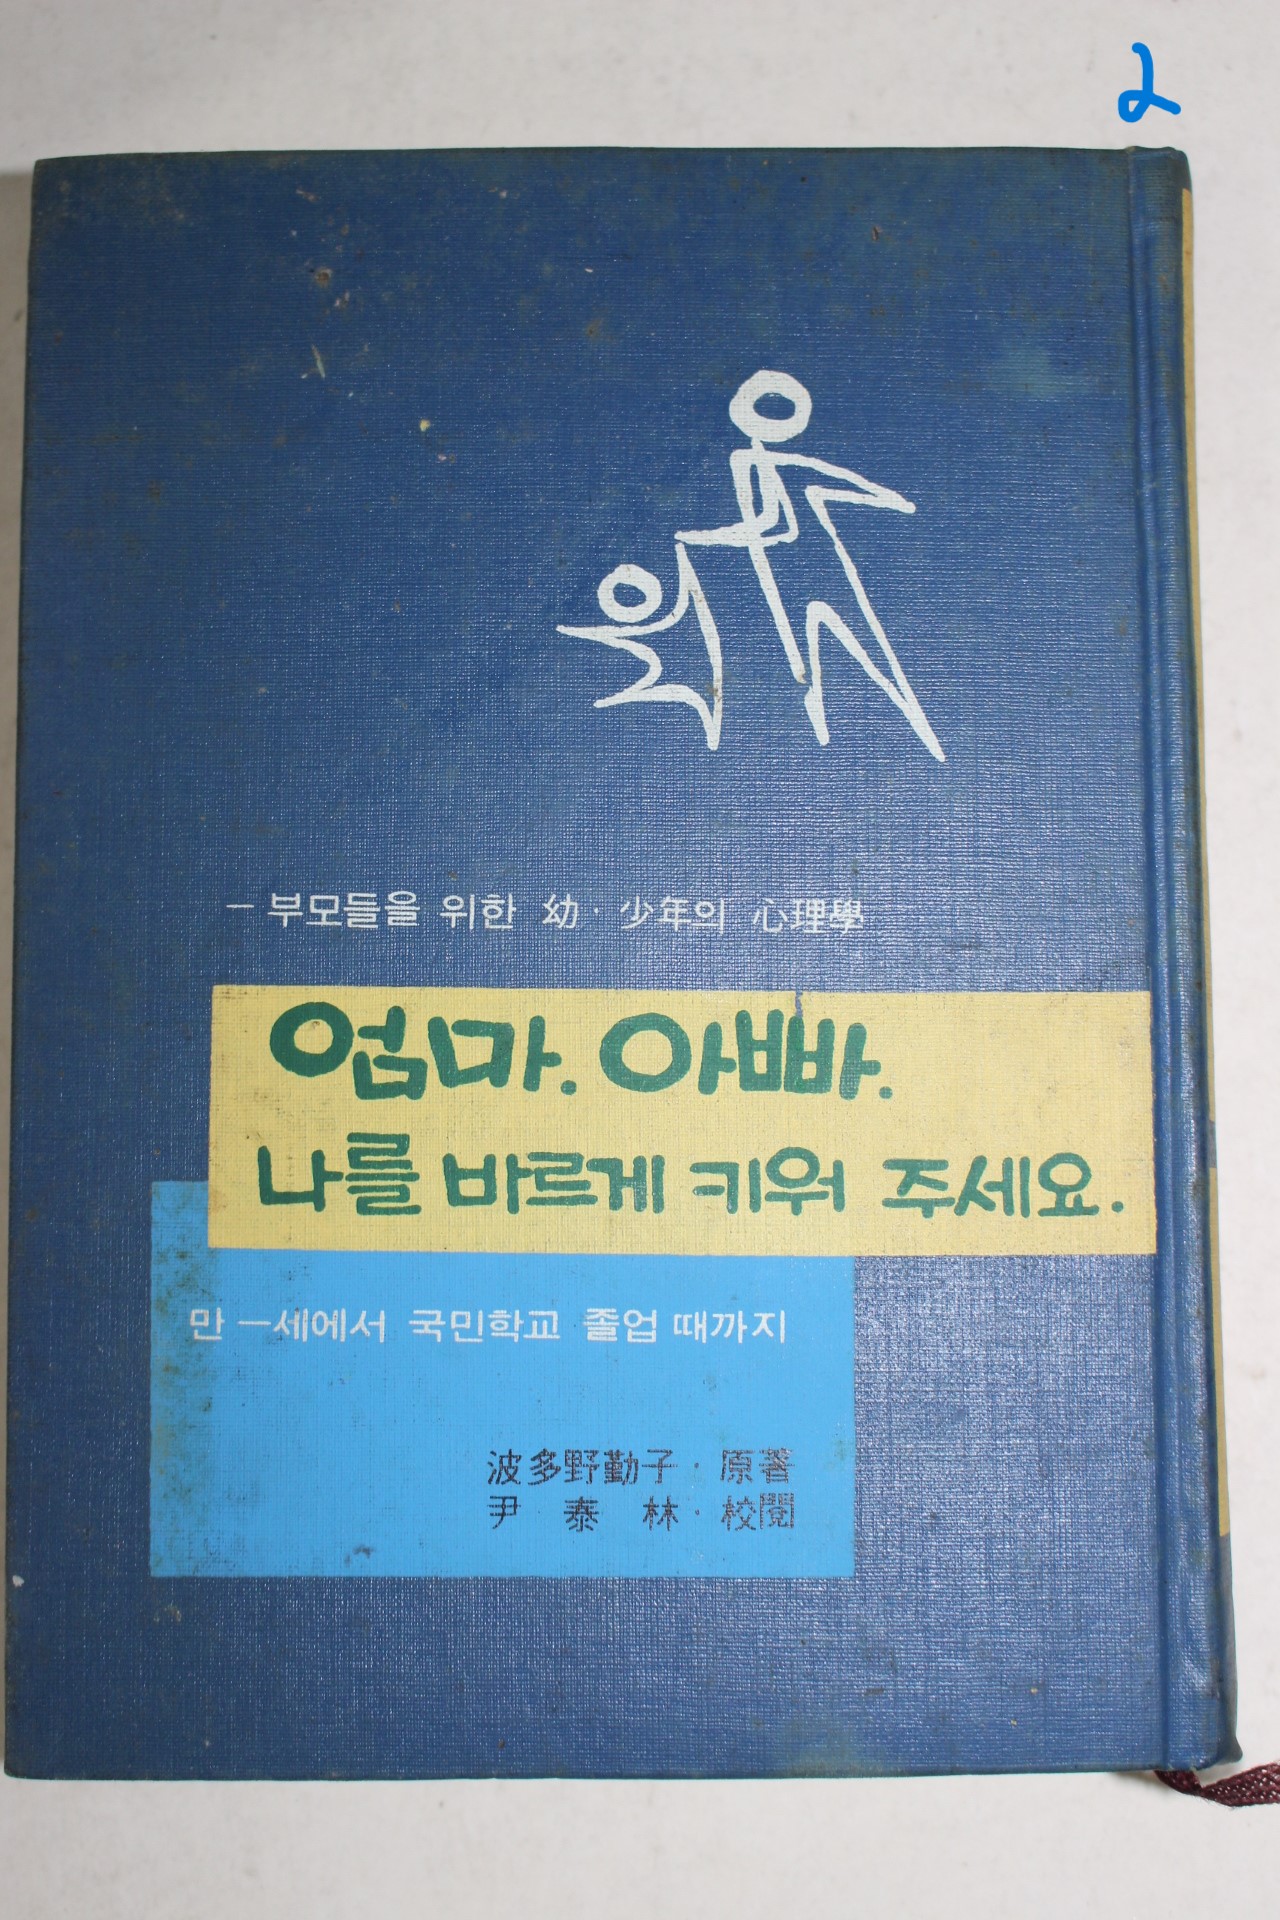 2
－부모들을 위한 幼·少年의 心理學
엄마. 아빠.
나를 바르게 키워 주세요.
만 一세에서 국민학교 졸업 때까지
波多野勤子·原著
尹 泰 林·校閱